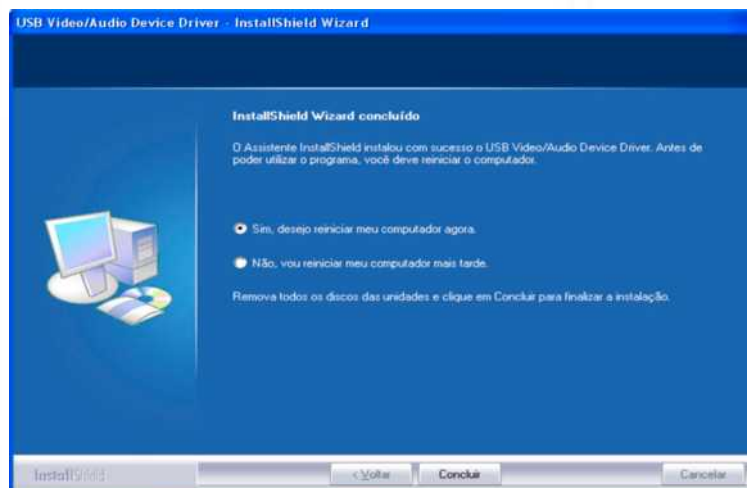 USB Video/Audio Device Driver - InstallShield Wizard
InstallShield Wizard concluído
O Assistente InstallShield instalou com sucesso o USB Video/Audio Device Driver. Antes de
poder utilizar o programa, você deve reiniciar o computador.
Sim, desejo reiniciar meu computador agora.
Não, vou reiniciar meu computador mais tarde.
Remova todos os discos das unidades e clique em Concluir para finalizar a instalação.
InstallShield
< Voltar
Concluir
Cancelar